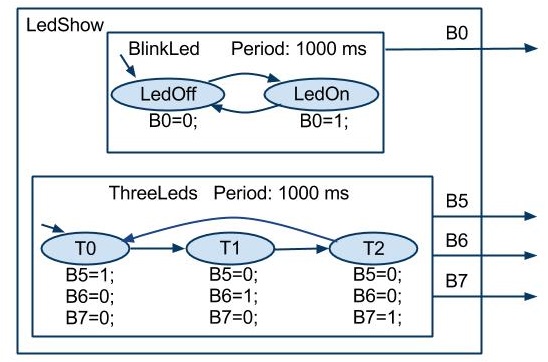 LedShow
B0
BlinkLed Period: 1000 ms
LedOff LedOn
B0=0; B0=1;
ThreeLeds Period: 1000 ms
B5
T0 T1 T2
B6
B5=1; B5=0; B5=0;
B7
B6=0; B6=1; B6=0;
B7=0; B7=0; B7=1;